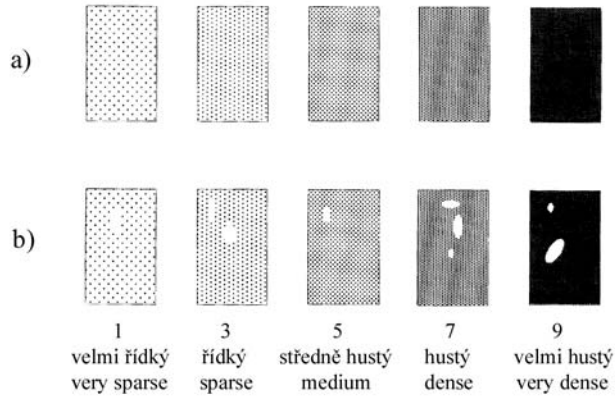 a)
b)
1 3 5 7 9
velmi řídký řídký středně hustý hustý velmi hustý
very sparse sparse medium dense very dense